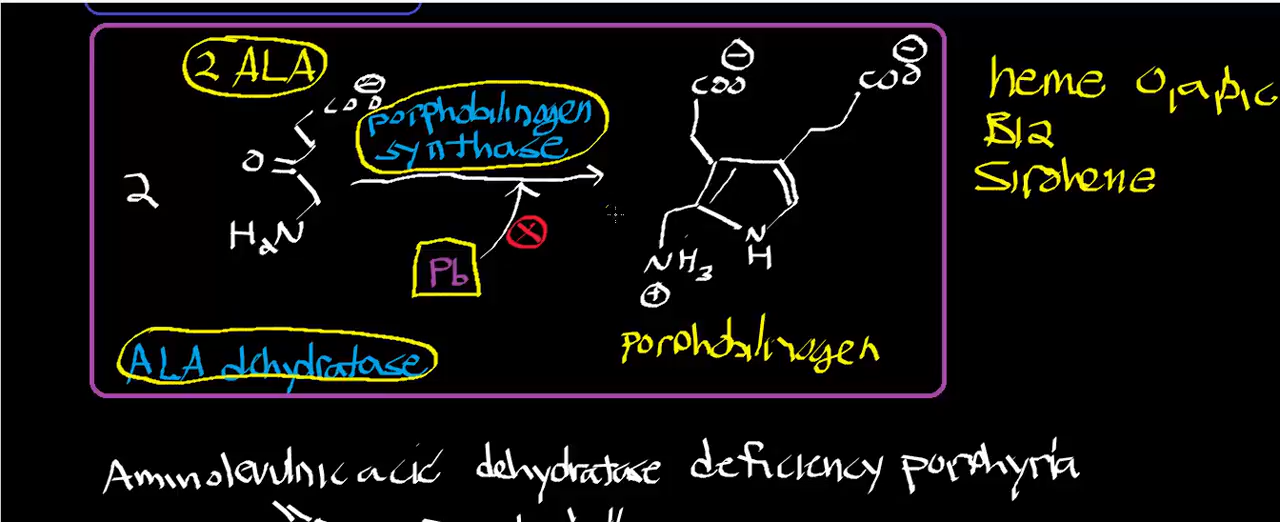 2 ALA
COO⊖
porphobilinogen
synthase
O
2
H2N
Pb
ALA dehydratase
COO⊖
COO⊖
N
H
NH3
⊕
porphobilinogen
heme O,a,b,c
B12
Siroheme
Aminolevulnic acid dehydratase deficiency porphyria